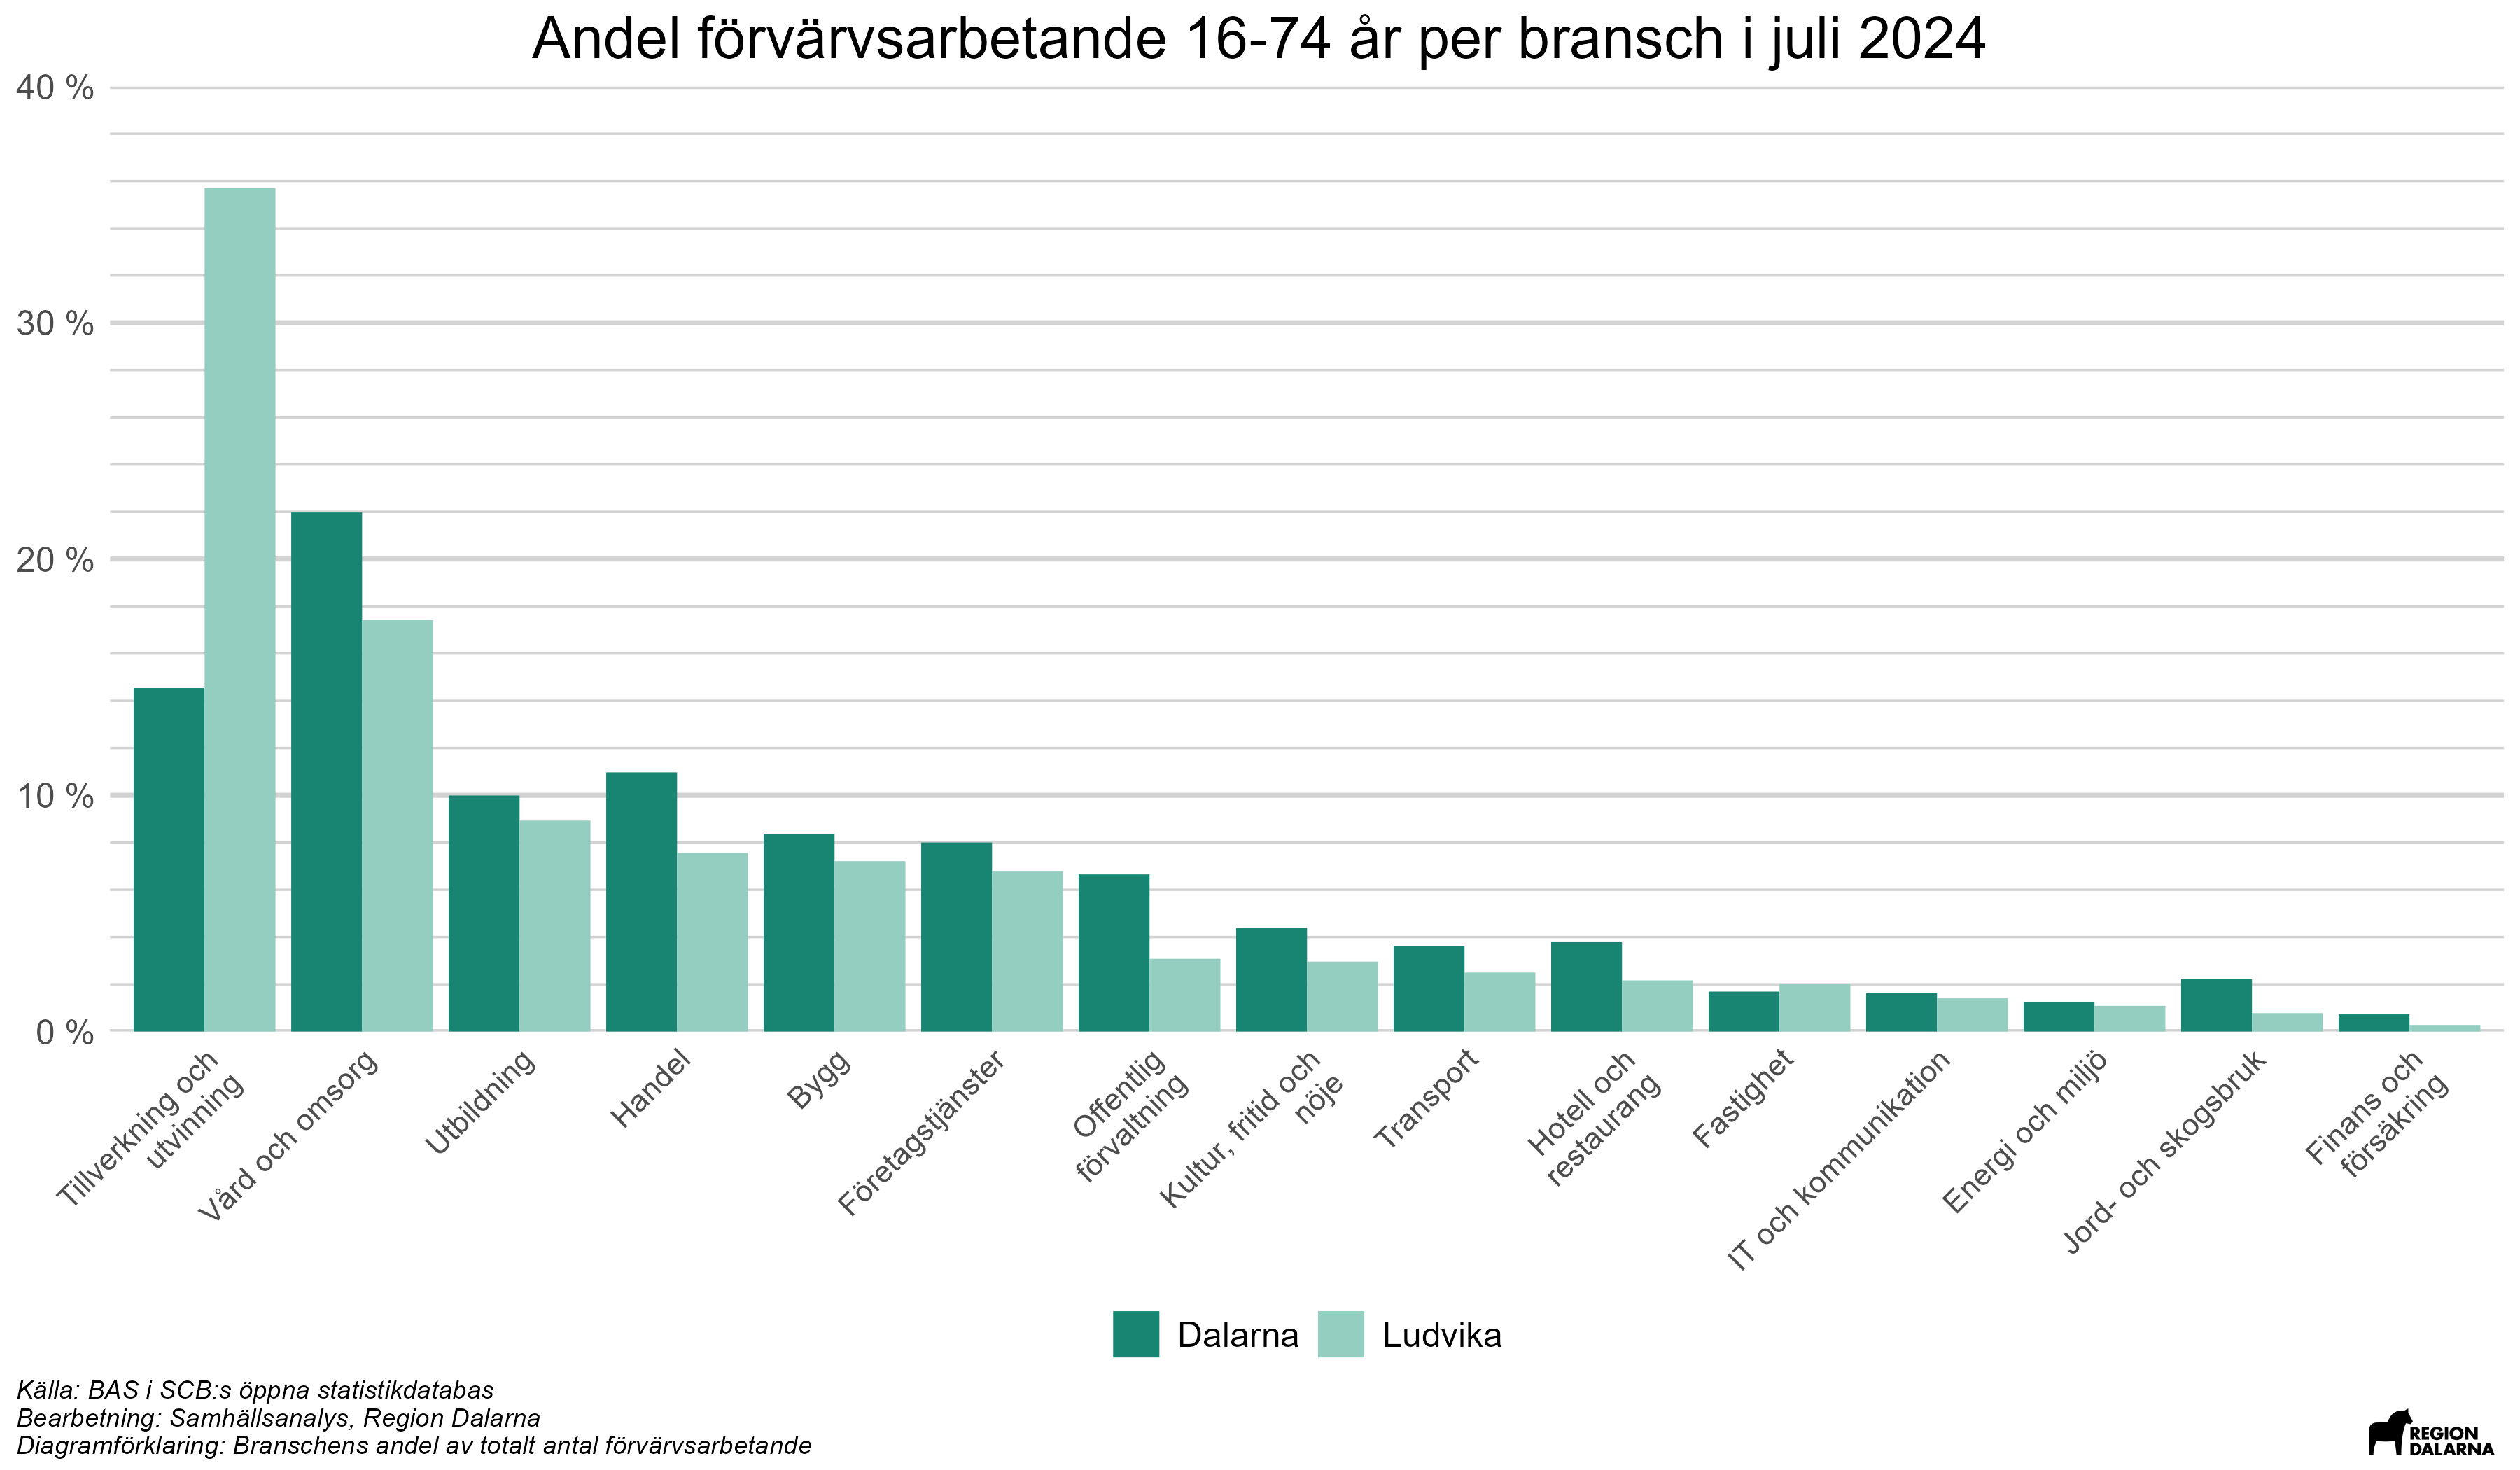 Andel förvärvsarbetande 16-74 år per bransch i juli 2024
40 %
30 %
20 %
10 %
0 %
Tillverkning och
utvinning
Vård och omsorg
Utbildning
Handel
Bygg
Företagstjänster
Offentlig
förvaltning
Kultur, fritid och
nöje
Transport
Hotell och
restaurang
Fastighet
IT och kommunikation
Energi och miljö
Jord- och skogsbruk
Finans och
försäkring
Dalarna
Ludvika
Källa: BAS i SCB:s öppna statistikdatabas
Bearbetning: Samhällsanalys, Region Dalarna
Diagramförklaring: Branschens andel av totalt antal förvärvsarbetande
REGION
DALARNA